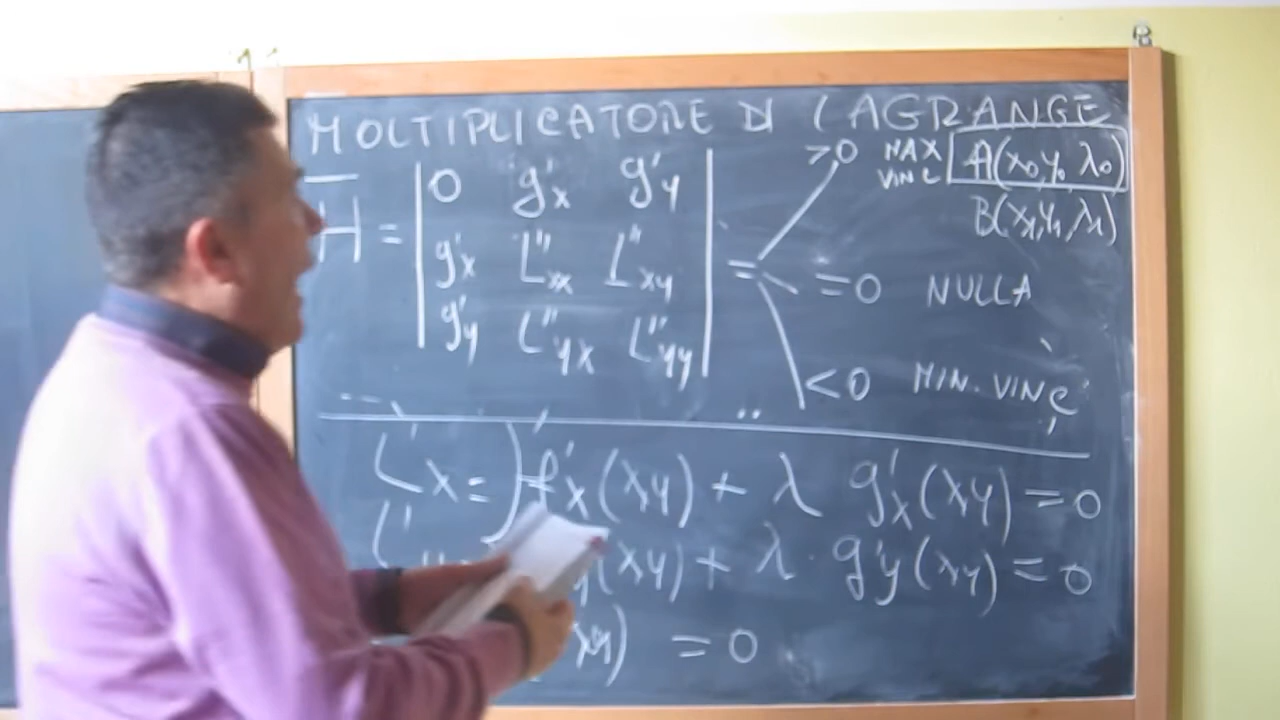 MOLTIPLICATORE DI LAGRANGE
>0 MAX VINC A(x₀,y₀ λ₀)
B(x₁,y₁,λ₁)
H̅ = | 0 g'x g'y |
| g'x L''xx L''xy | = =0 NULLA
| g'y L''yx L''yy |
<0 MIN. VINC
L'x = f'x(xy) + λ g'x(xy) = 0
L' y(xy) + λ · g'y(xy) = 0
xy) = 0